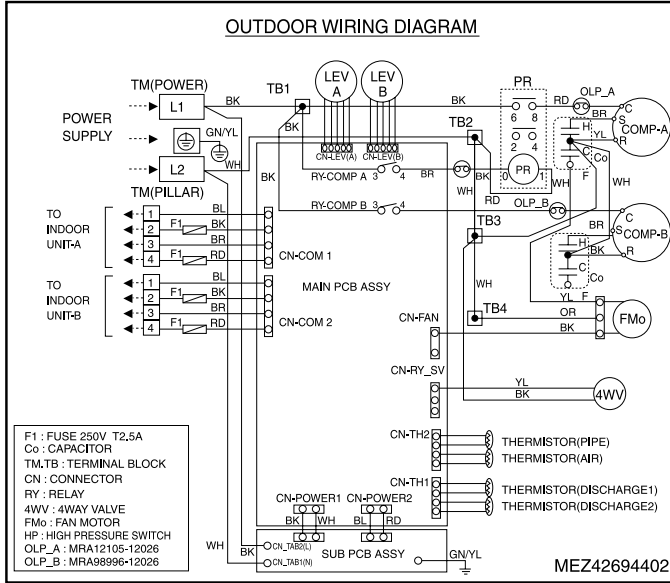 OUTDOOR WIRING DIAGRAM
TM(POWER)
L1
BK
TB1
BK
LEV
A
LEV
B
CN-LEV(A)
CN-LEV(B)
BK
PR
6 8
2 4
PR
0 1
RD
OLP_A
BR
C
S
R
COMP-A
H
YL
C
Co
F
WH
WH
POWER
SUPPLY
GN/YL
L2
WH
TM(PILLAR)
BK
RY-COMP A 3 4
BR
BK
TB2
WH
RD
RY-COMP B 3 4
OLP_B
TB3
BR
C
S
R
COMP-B
H
BK
C
Co
WH
TO
INDOOR
UNIT-A
1 BL
2 F1 BK
3 BR
4 F1 RD
CN-COM 1
MAIN PCB ASSY
TO
INDOOR
UNIT-B
1 BL
2 F1 BK
3 BR
4 F1 RD
CN-COM 2
TB4
CN-FAN
YL F
OR
BK
FMo
CN-RY_SV
YL
BK
4WV
CN-TH2
THERMISTOR(PIPE)
THERMISTOR(AIR)
CN-TH1
THERMISTOR(DISCHARGE1)
THERMISTOR(DISCHARGE2)
F1 : FUSE 250V T2.5A
Co : CAPACITOR
TM.TB : TERMINAL BLOCK
CN : CONNECTOR
RY : RELAY
4WV : 4WAY VALVE
FMo : FAN MOTOR
HP : HIGH PRESSURE SWITCH
OLP_A : MRA12105-12026
OLP_B : MRA98996-12026
CN-POWER1
CN-POWER2
BK WH
BL RD
WH
BK
CN_TAB2(L)
CN_TAB1(N)
SUB PCB ASSY
GN/YL
MEZ42694402